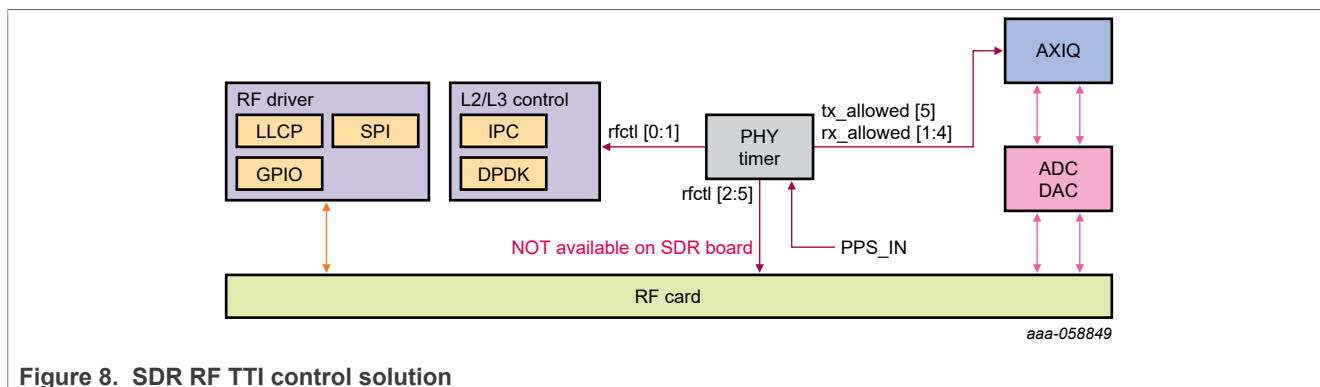 AXIQ
RF driver
LLCP
SPI
GPIO
L2/L3 control
IPC
DPDK
rfctl [0:1]
PHY
timer
tx_allowed [5]
rx_allowed [1:4]
ADC
DAC
rfctl [2:5]
NOT available on SDR board
PPS_IN
RF card
aaa-058849
Figure 8. SDR RF TTI control solution